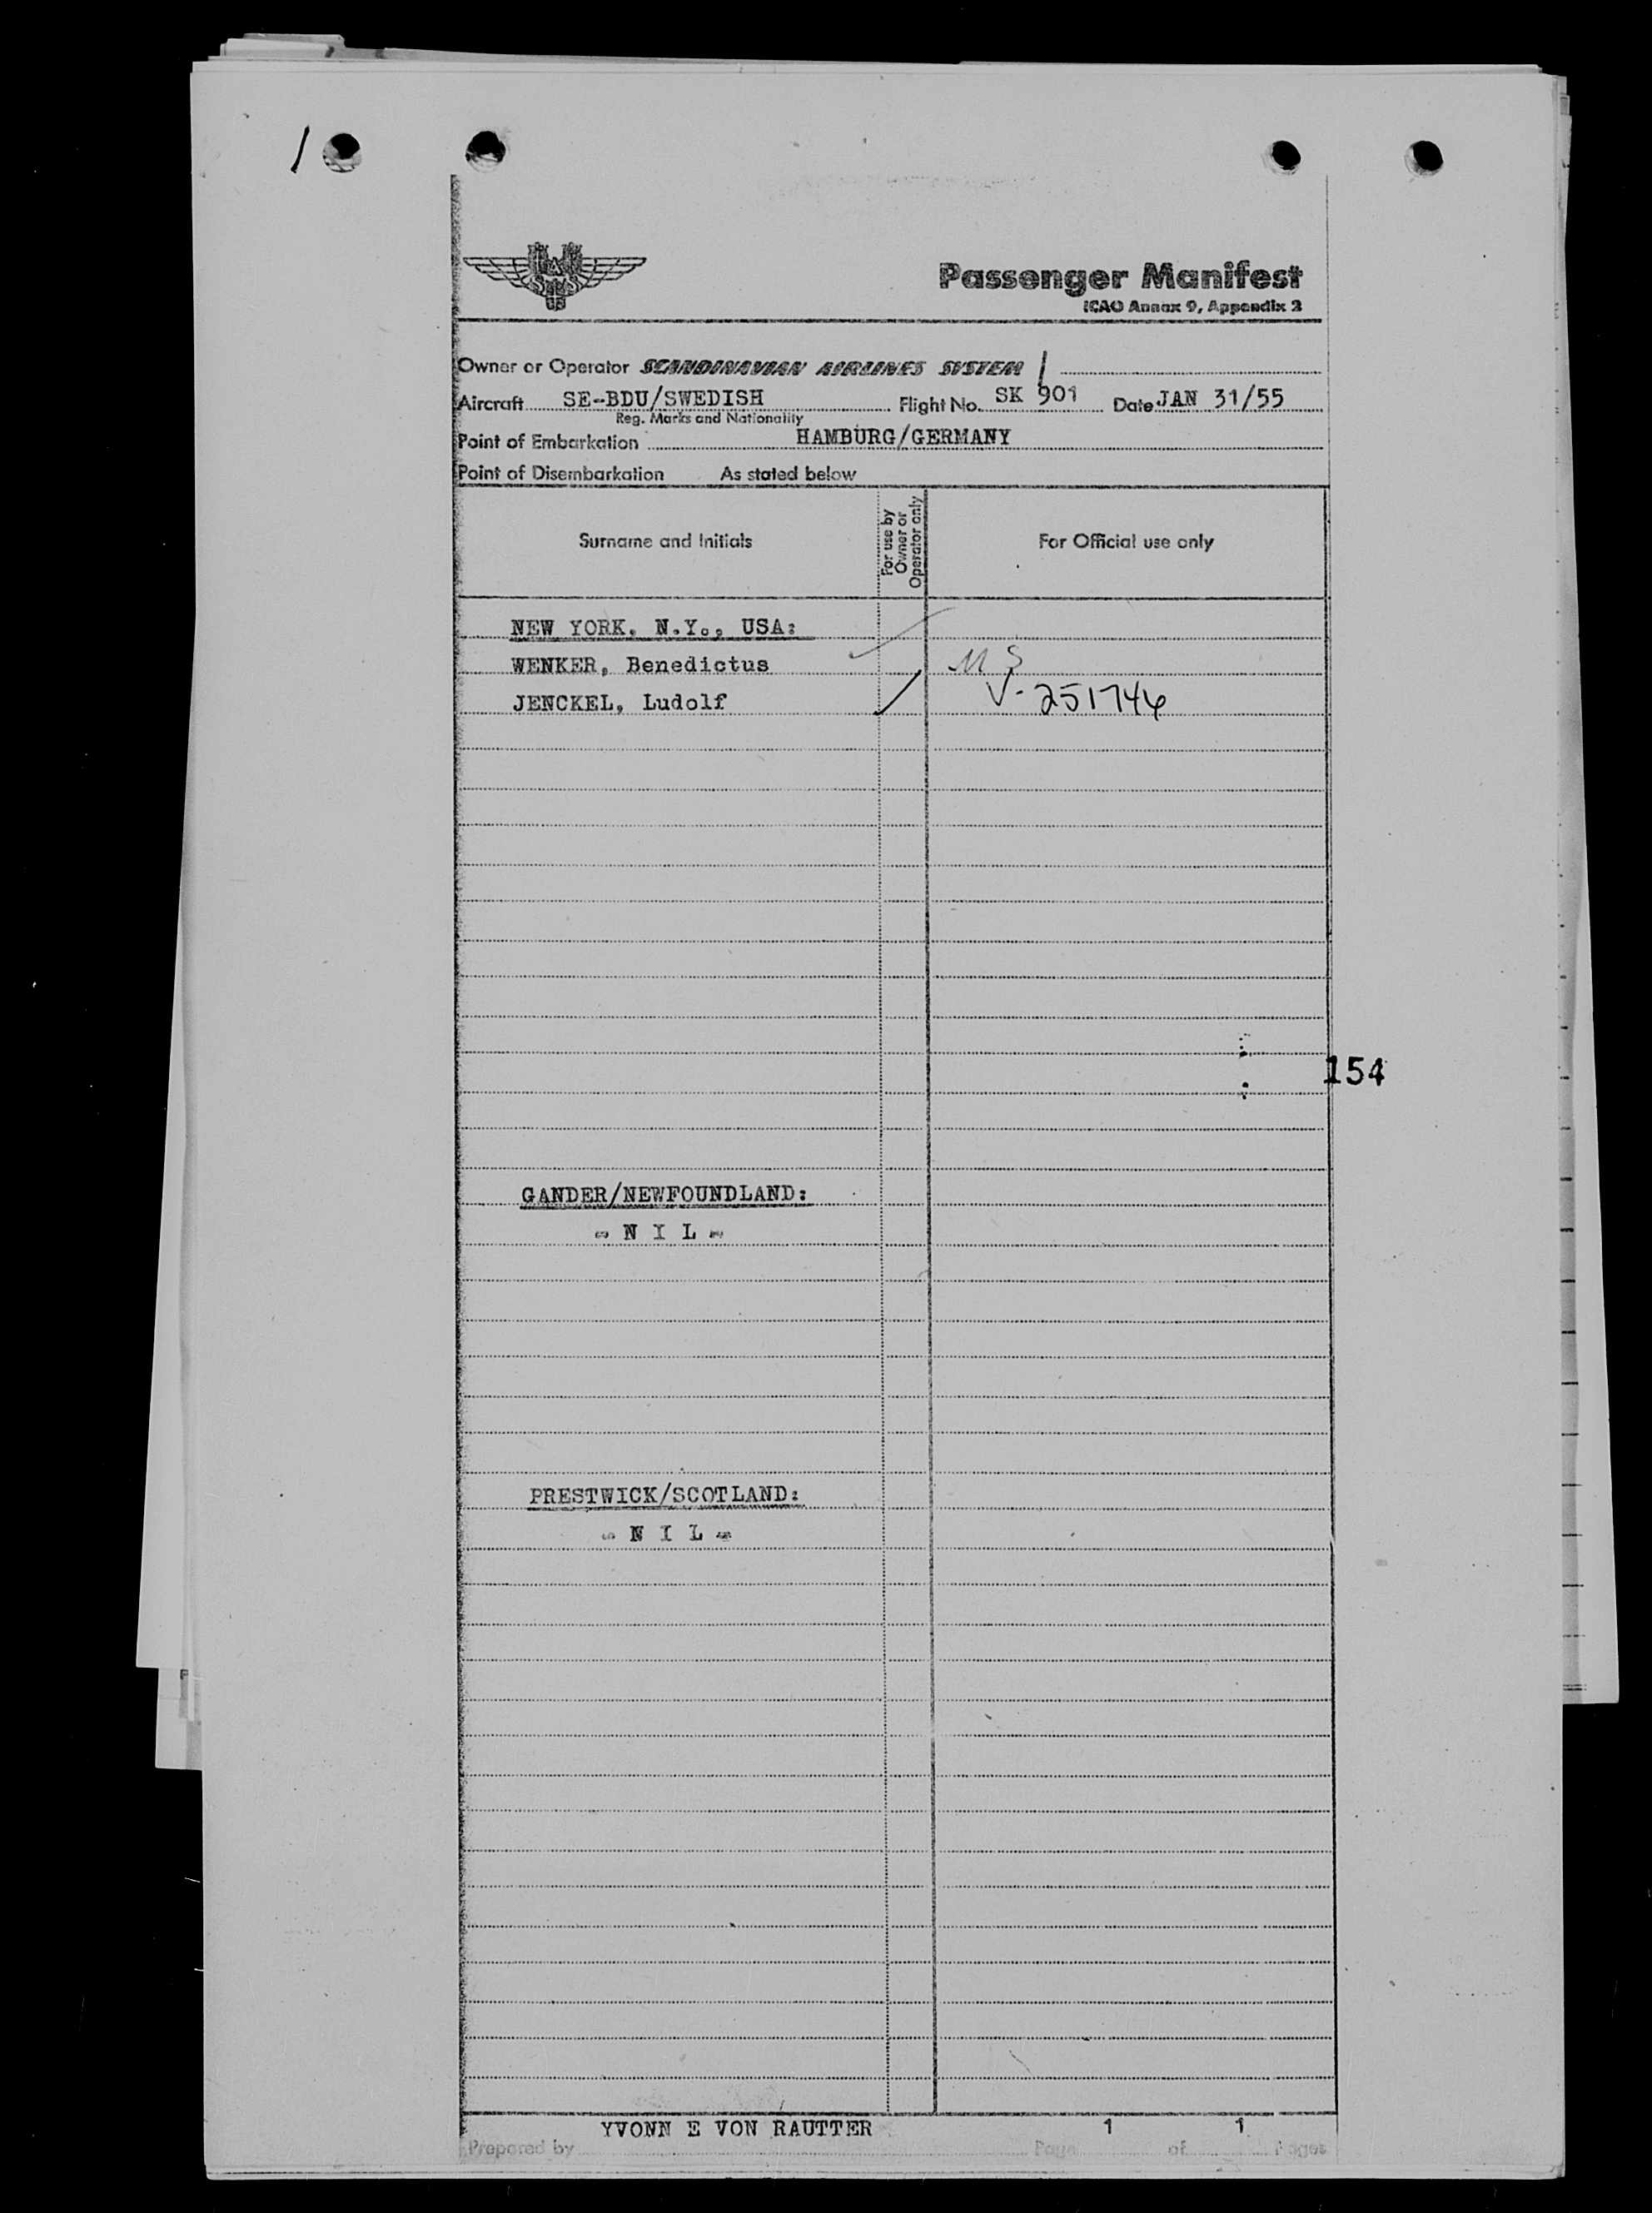 /
Passenger Manifest
ICAO Annex 9, Appendix 2
Owner or Operator SCANDINAVIAN AIRLINES SYSTEM /
Aircraft SE-BDU/SWEDISH Flight No. SK 901 Date JAN 31/55
Reg. Marks and Nationality
Point of Embarkation HAMBURG/GERMANY
Point of Disembarkation As stated below
Surname and Initials For use by Owner or Operator only For Official use only
NEW YORK, N.Y., USA:
WENKER, Benedictus
JENCKEL, Ludolf V-251746
154
GANDER/NEWFOUNDLAND:
- N I L -
PRESTWICK/SCOTLAND:
- N I L -
YVONN E VON RAUTTER 1 1
Prepared by Page of Pages